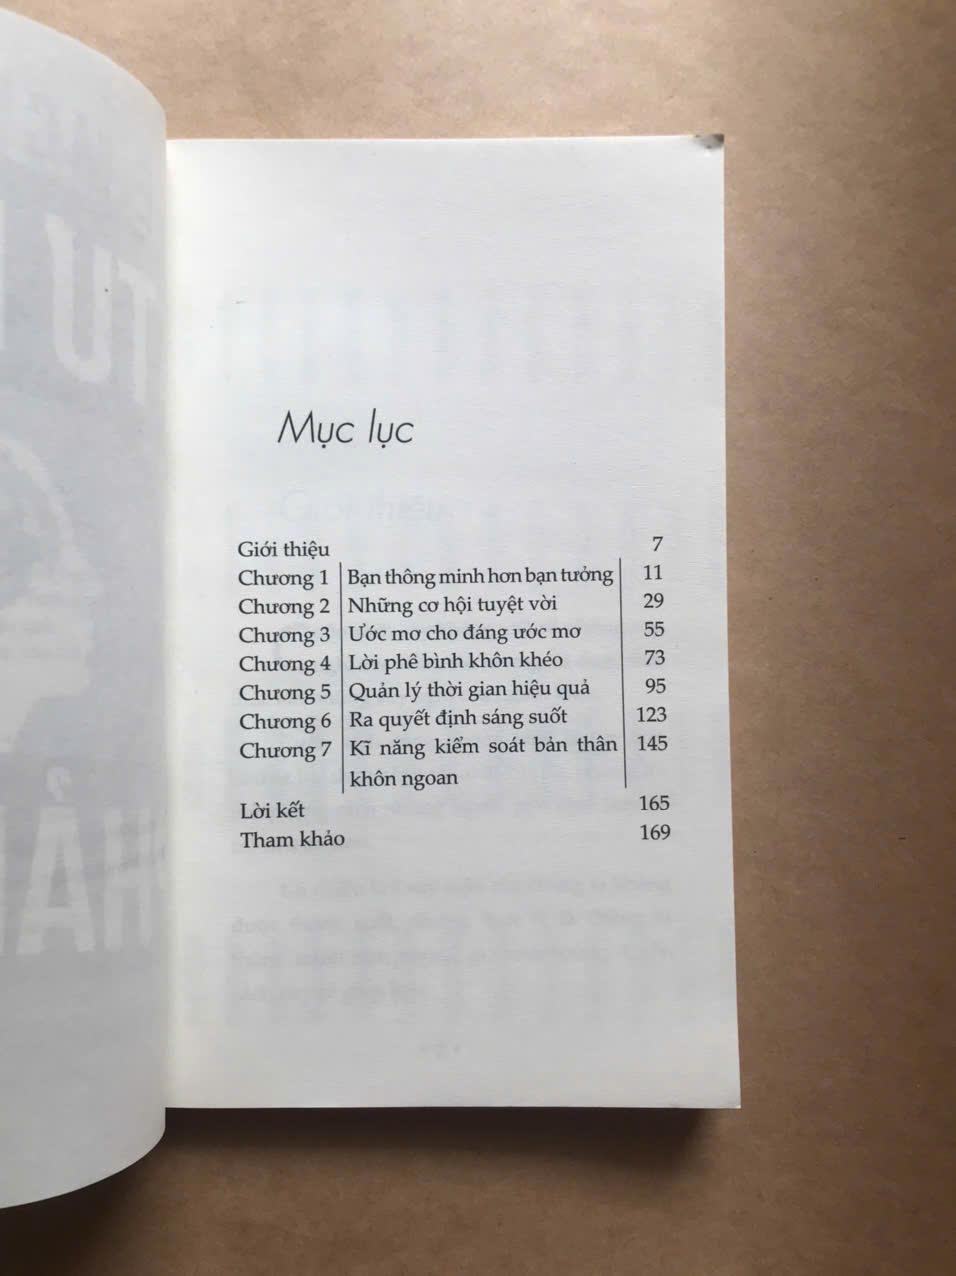 Mục lục
Giới thiệu 7
Chương 1 Bạn thông minh hơn bạn tưởng 11
Chương 2 Những cơ hội tuyệt vời 29
Chương 3 Ước mơ cho đáng ước mơ 55
Chương 4 Lời phê bình khôn khéo 73
Chương 5 Quản lý thời gian hiệu quả 95
Chương 6 Ra quyết định sáng suốt 123
Chương 7 Kĩ năng kiểm soát bản thân 145
khôn ngoan
Lời kết 165
Tham khảo 169